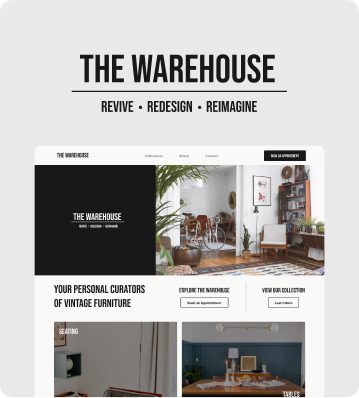 THE WAREHOUSE
REVIVE • REDESIGN • REIMAGINE
THE WAREHOUSE
Collections About Contact
BOOK AN APPOINTMENT
THE WAREHOUSE
REVIVE • REDESIGN • REIMAGINE
YOUR PERSONAL CURATORS
OF VINTAGE FURNITURE
EXPLORE THE WAREHOUSE
Book an Appointment
VIEW OUR COLLECTION
Learn More
SEATING
TABLES